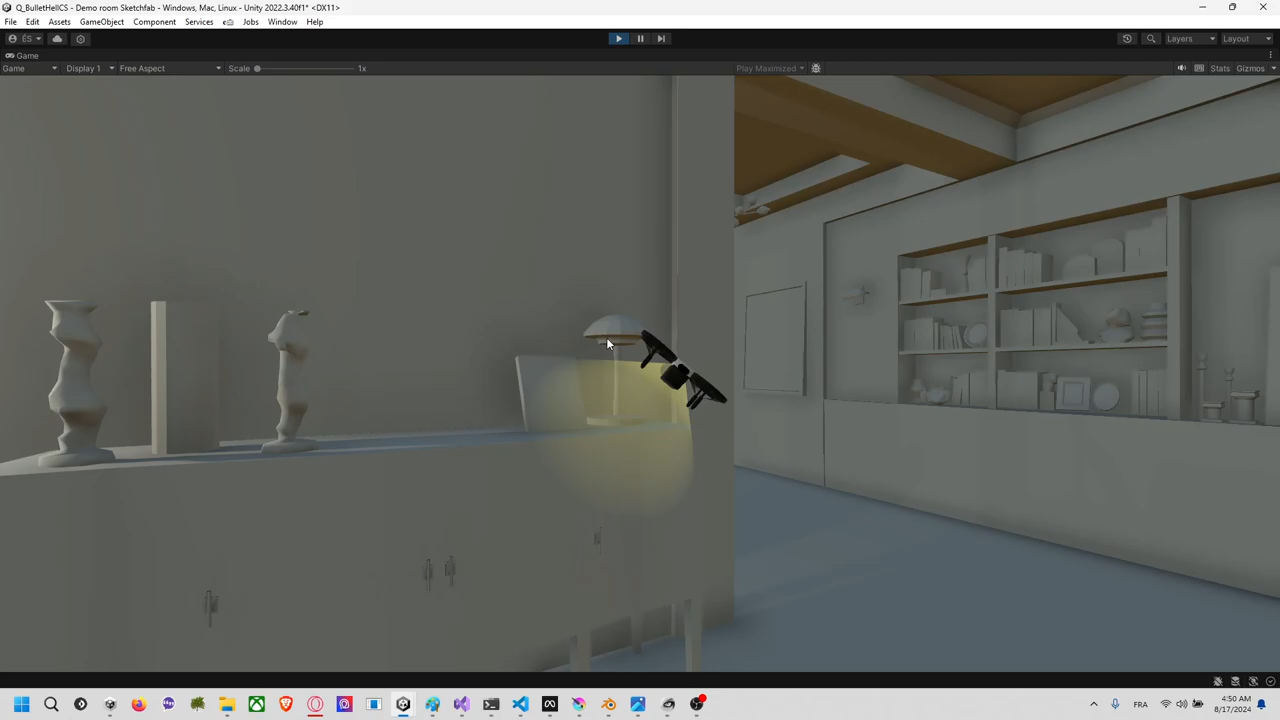 Q_BulletHellCS - Demo room Sketchfab - Windows, Mac, Linux - Unity 2022.3.40f1* <DX11>
File Edit Assets GameObject Component Services Jobs Window Help
ÉS Layers Layout
Game
Game Display 1 Free Aspect Scale 1x Play Maximized Stats Gizmos
FRA 4:50 AM
8/17/2024